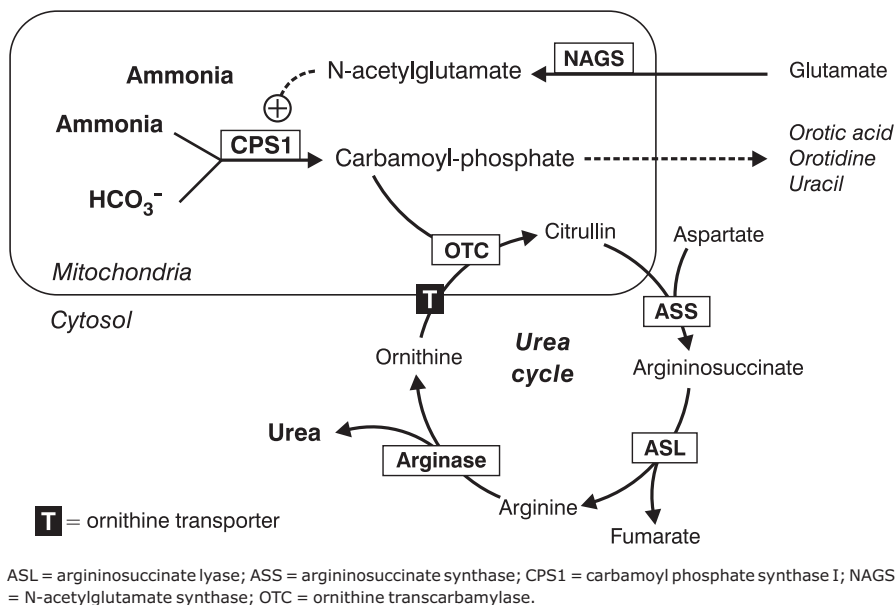 Ammonia
N-acetylglutamate
NAGS
Glutamate
Ammonia
CPS1
Carbamoyl-phosphate
Orotic acid
Orotidine
Uracil
HCO₃⁻
OTC
Citrullin
Aspartate
Mitochondria
T
Cytosol
ASS
Ornithine
Urea
cycle
Argininosuccinate
Urea
Arginase
ASL
Arginine
T = ornithine transporter
Fumarate
ASL = argininosuccinate lyase; ASS = argininosuccinate synthase; CPS1 = carbamoyl phosphate synthase I; NAGS
= N-acetylglutamate synthase; OTC = ornithine transcarbamylase.